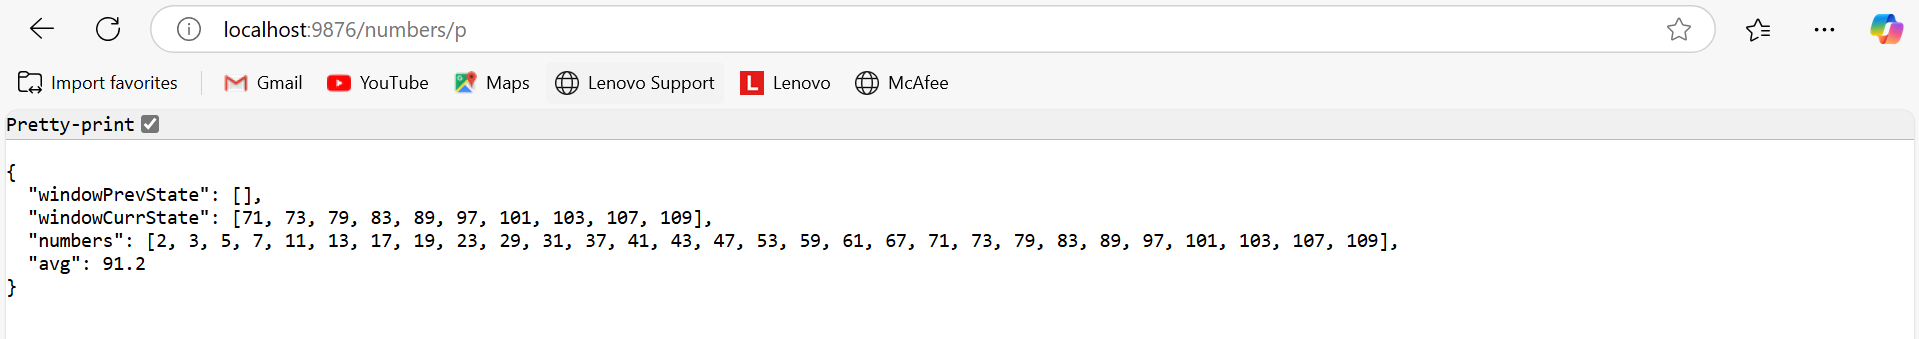 localhost:9876/numbers/p
Import favorites Gmail YouTube Maps Lenovo Support L Lenovo McAfee
Pretty-print
{
  "windowPrevState": [],
  "windowCurrState": [71, 73, 79, 83, 89, 97, 101, 103, 107, 109],
  "numbers": [2, 3, 5, 7, 11, 13, 17, 19, 23, 29, 31, 37, 41, 43, 47, 53, 59, 61, 67, 71, 73, 79, 83, 89, 97, 101, 103, 107, 109],
  "avg": 91.2
}